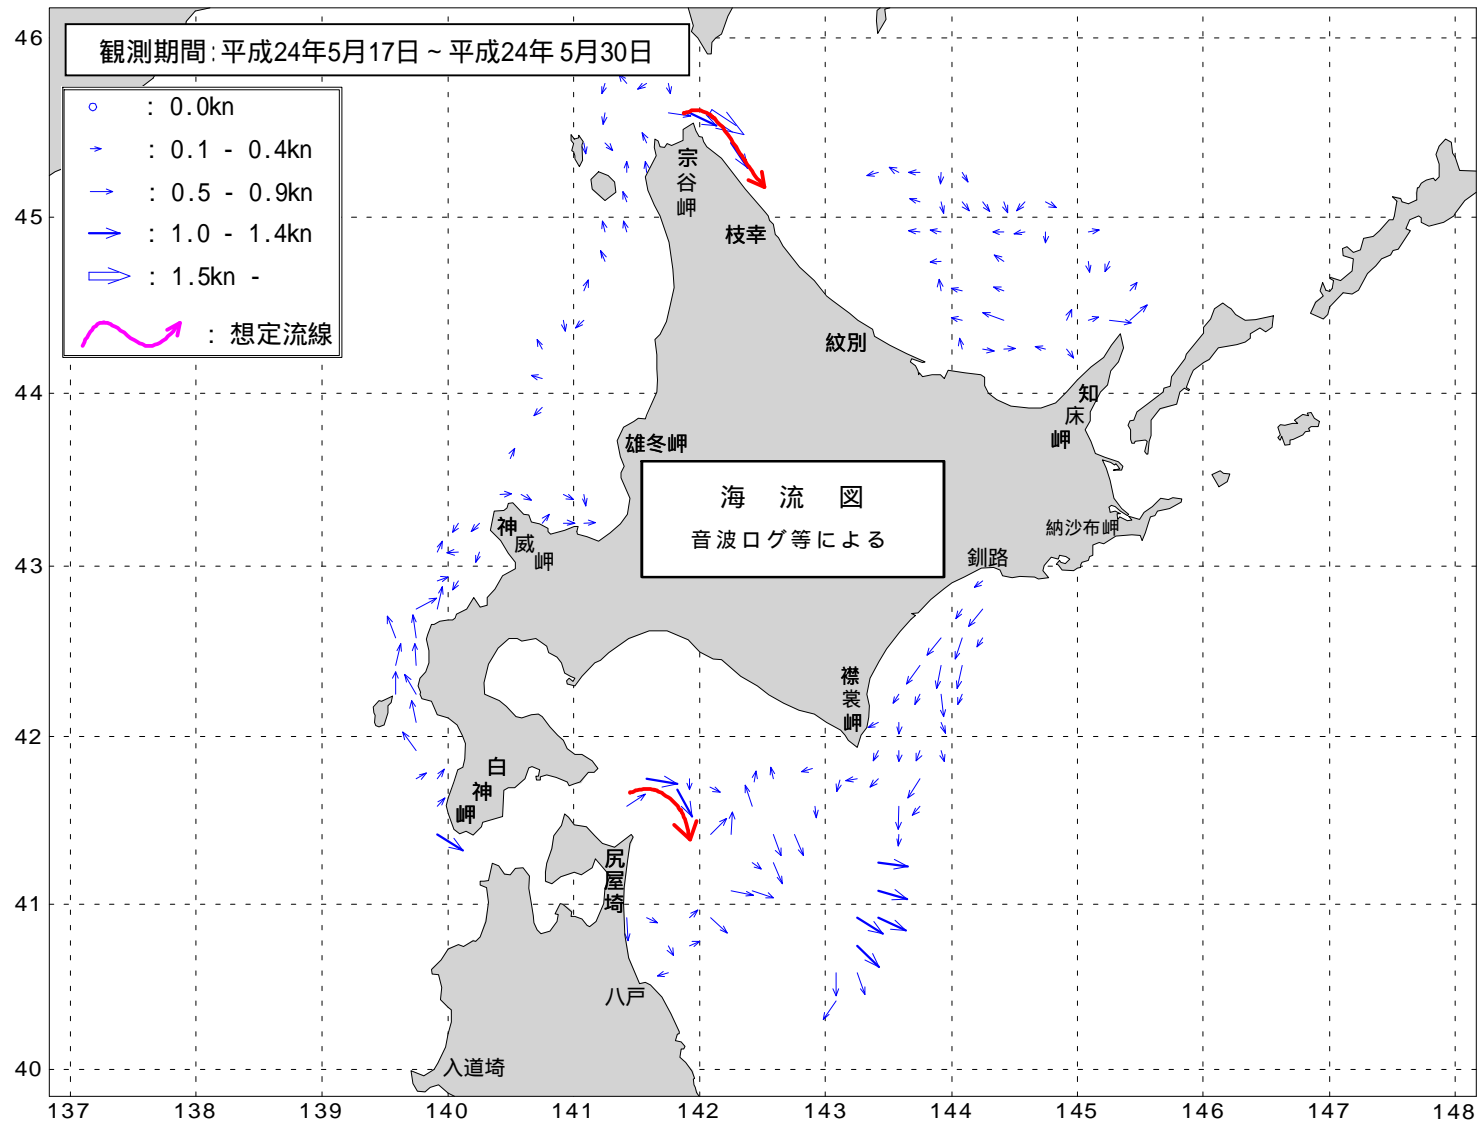 観測期間:平成24年5月17日～平成24年5月30日
: 0.0kn
: 0.1 - 0.4kn
: 0.5 - 0.9kn
: 1.0 - 1.4kn
: 1.5kn -
: 想定流線
46
45
44
43
42
41
40
宗谷岬
枝幸
紋別
知床岬
雄冬岬
海 流 図
音波ログ等による
神威岬
納沙布岬
釧路
襟裳岬
白神岬
尻屋埼
八戸
入道埼
137 138 139 140 141 142 143 144 145 146 147 148